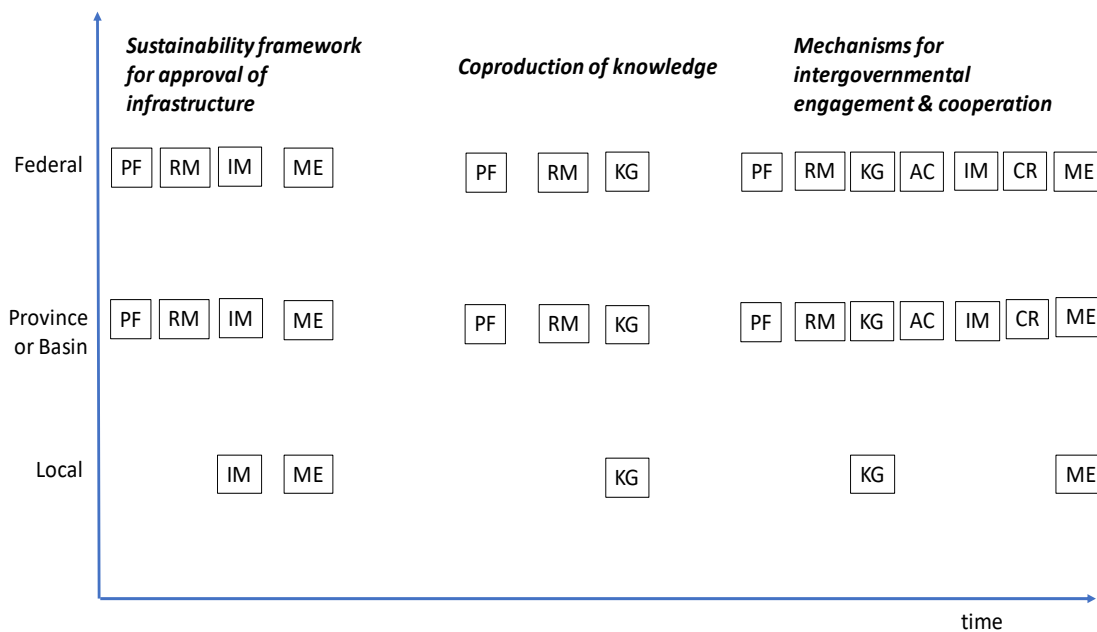 Sustainability framework
for approval of
infrastructure
Coproduction of knowledge
Mechanisms for
intergovernmental
engagement & cooperation
Federal
PF RM IM ME PF RM KG PF RM KG AC IM CR ME
Province
or Basin
PF RM IM ME PF RM KG PF RM KG AC IM CR ME
Local
IM ME KG KG ME
time